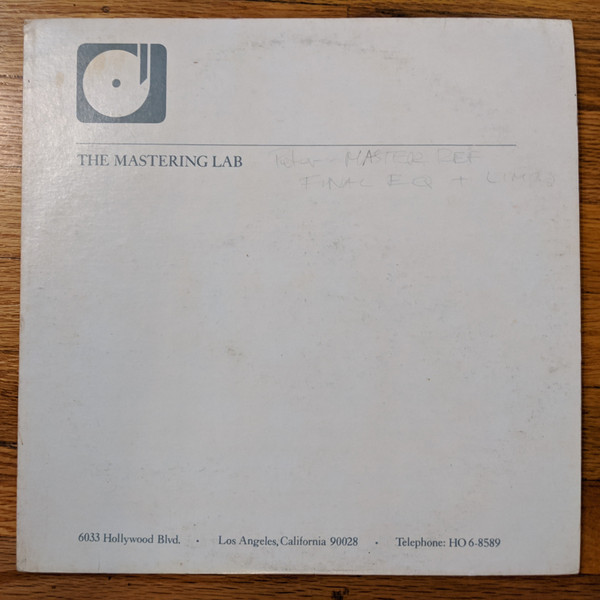 THE MASTERING LAB
MASTER REF
FINAL EQ +
6033 Hollywood Blvd. • Los Angeles, California 90028 • Telephone: HO 6-8589